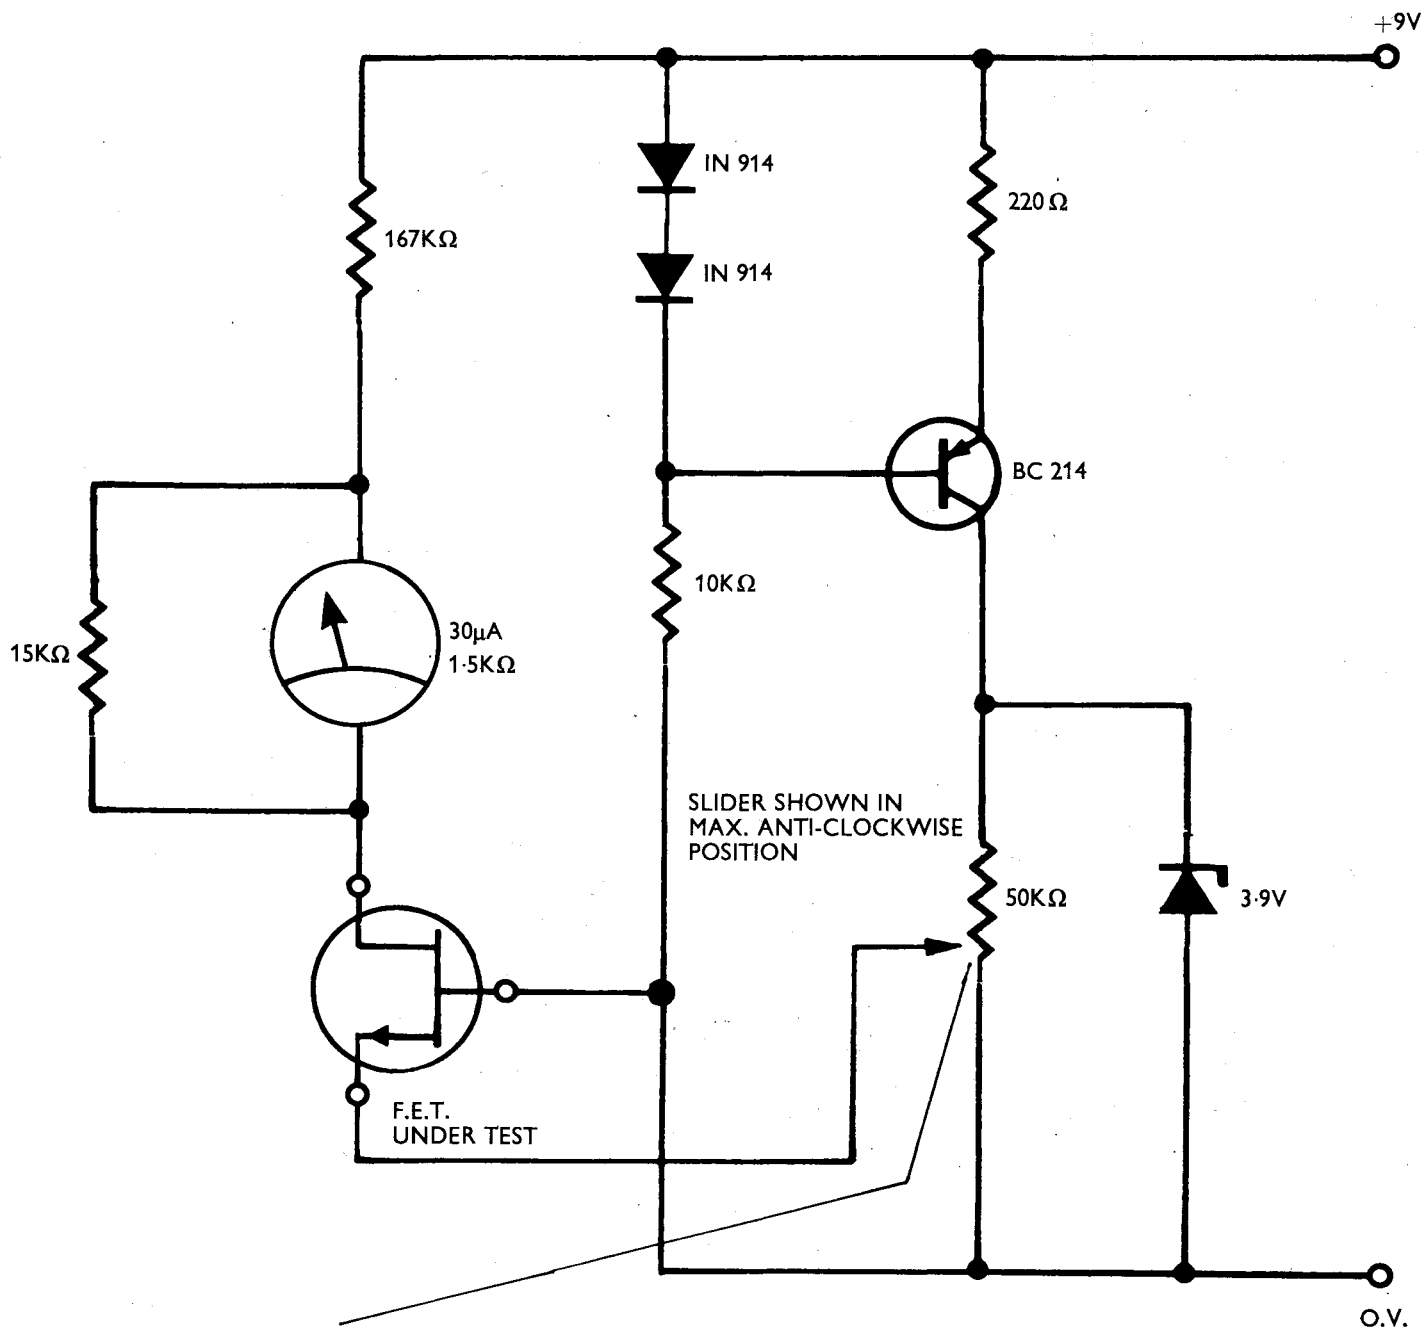 +9V
IN 914
220Ω
167KΩ
IN 914
BC 214
10KΩ
30μA
1·5KΩ
15KΩ
SLIDER SHOWN IN
MAX. ANTI-CLOCKWISE
POSITION
50KΩ
3·9V
F.E.T.
UNDER TEST
O.V.